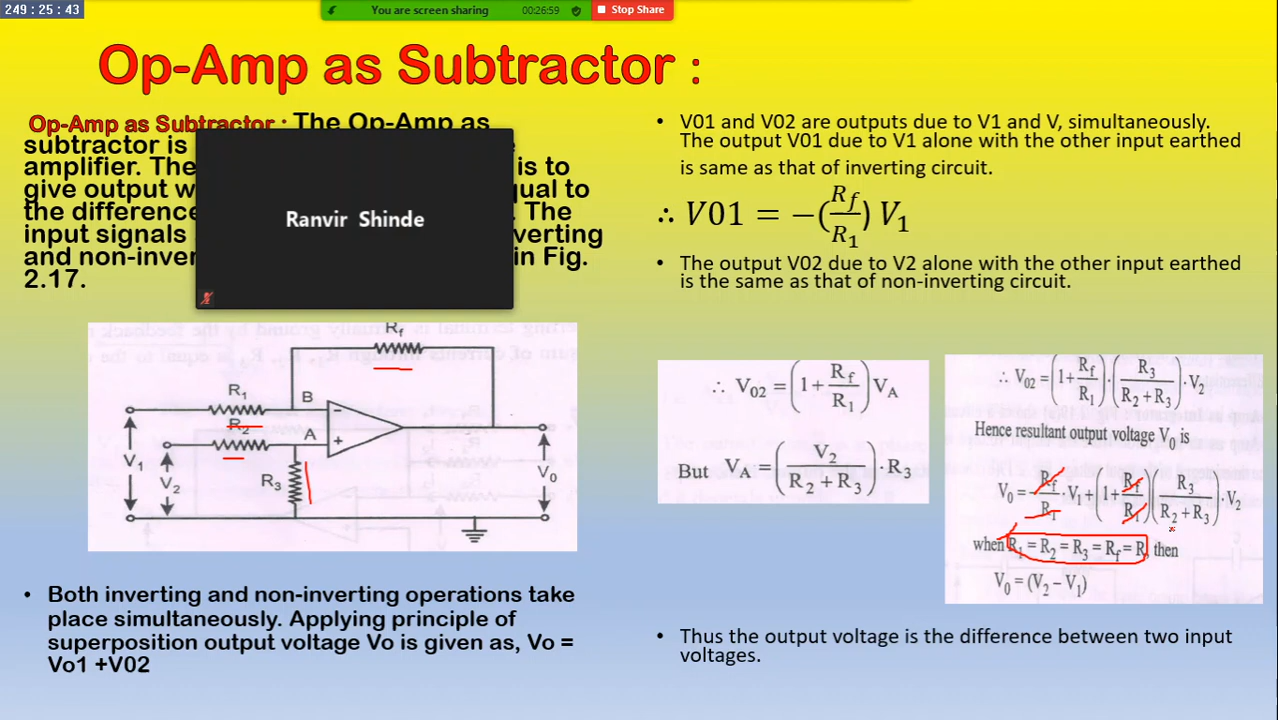 249:25:43
You are screen sharing
00:26:59
Stop Share
Op-Amp as Subtractor :
Op-Amp as Subtractor : The Op-Amp as
subtractor is
amplifier. The is to
give output w qual to
the difference . The
input signals verting
and non-inver in Fig.
2.17.
Ranvir Shinde
Rf
R1
B
R2
A
R3
V1
V2
V0
−
+
• Both inverting and non-inverting operations take
place simultaneously. Applying principle of
superposition output voltage Vo is given as, Vo =
Vo1 +V02
• V01 and V02 are outputs due to V1 and V, simultaneously.
The output V01 due to V1 alone with the other input earthed
is same as that of inverting circuit.
∴ V01 = −(Rf/R1) V1
• The output V02 due to V2 alone with the other input earthed
is the same as that of non-inverting circuit.
∴ V02 = (1 + Rf/R1) VA
But VA = (V2/(R2+R3)) · R3
∴ V02 = (1+ Rf/R1) · (R3/(R2+R3)) · V2
Hence resultant output voltage V0 is
V0 = −Rf/R1 · V1 + (1+ Rf/R1) (R3/(R2+R3)) · V2
when R1 = R2 = R3 = Rf = R, then
V0 = (V2 − V1)
• Thus the output voltage is the difference between two input
voltages.